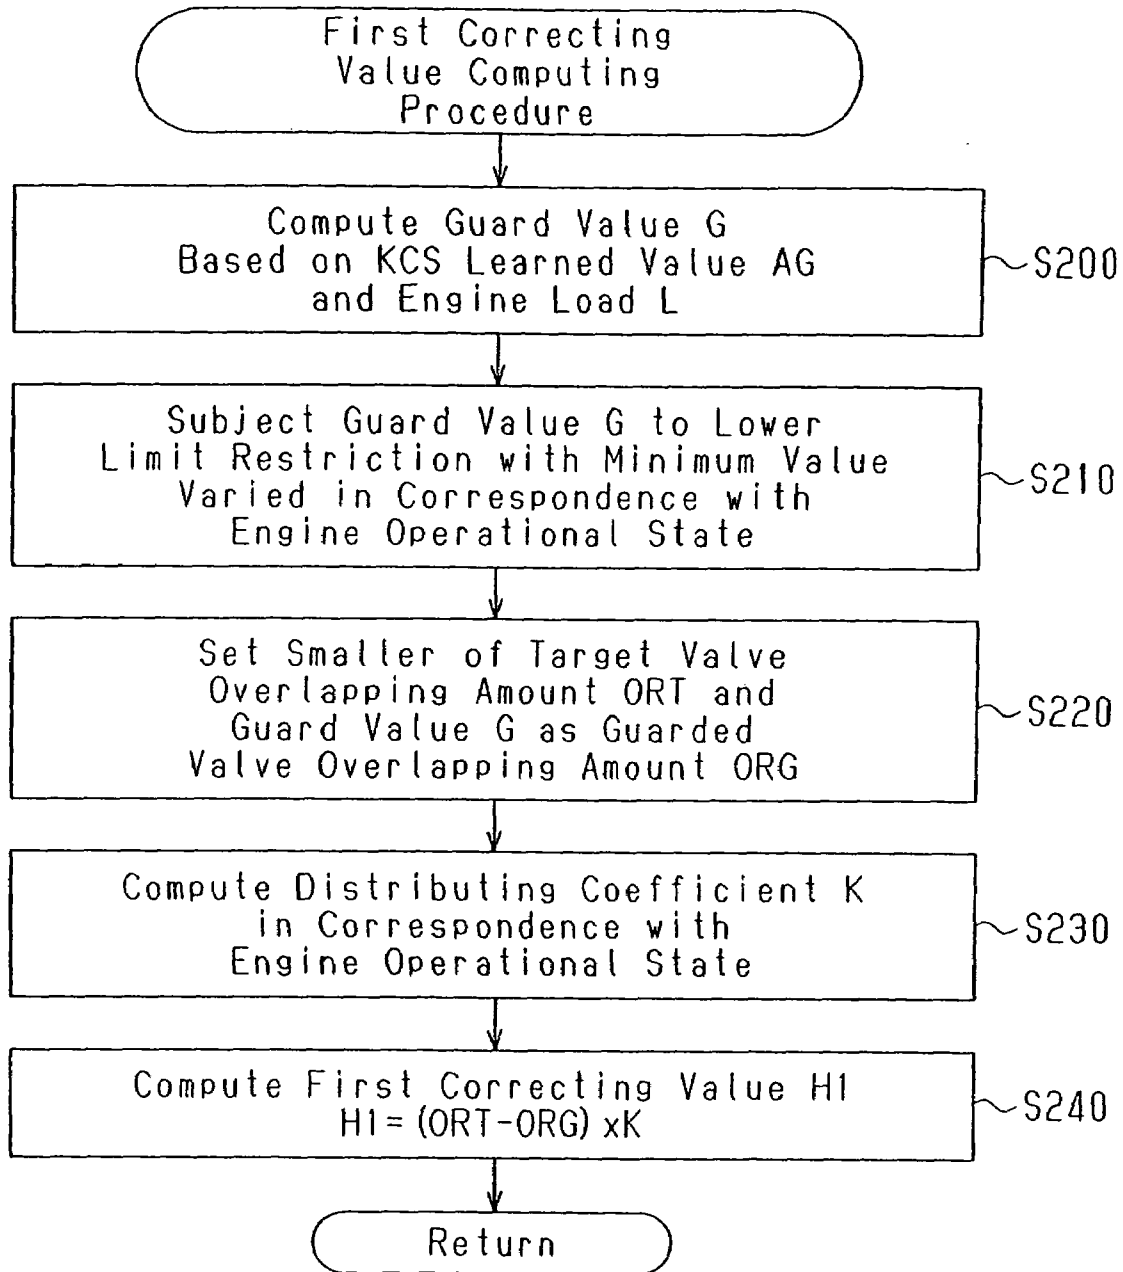 First Correcting
Value Computing
Procedure
Compute Guard Value G
Based on KCS Learned Value AG
and Engine Load L
S200
Subject Guard Value G to Lower
Limit Restriction with Minimum Value
Varied in Correspondence with
Engine Operational State
S210
Set Smaller of Target Valve
Overlapping Amount ORT and
Guard Value G as Guarded
Valve Overlapping Amount ORG
S220
Compute Distributing Coefficient K
in Correspondence with
Engine Operational State
S230
Compute First Correcting Value H1
H1=(ORT-ORG)xK
S240
Return